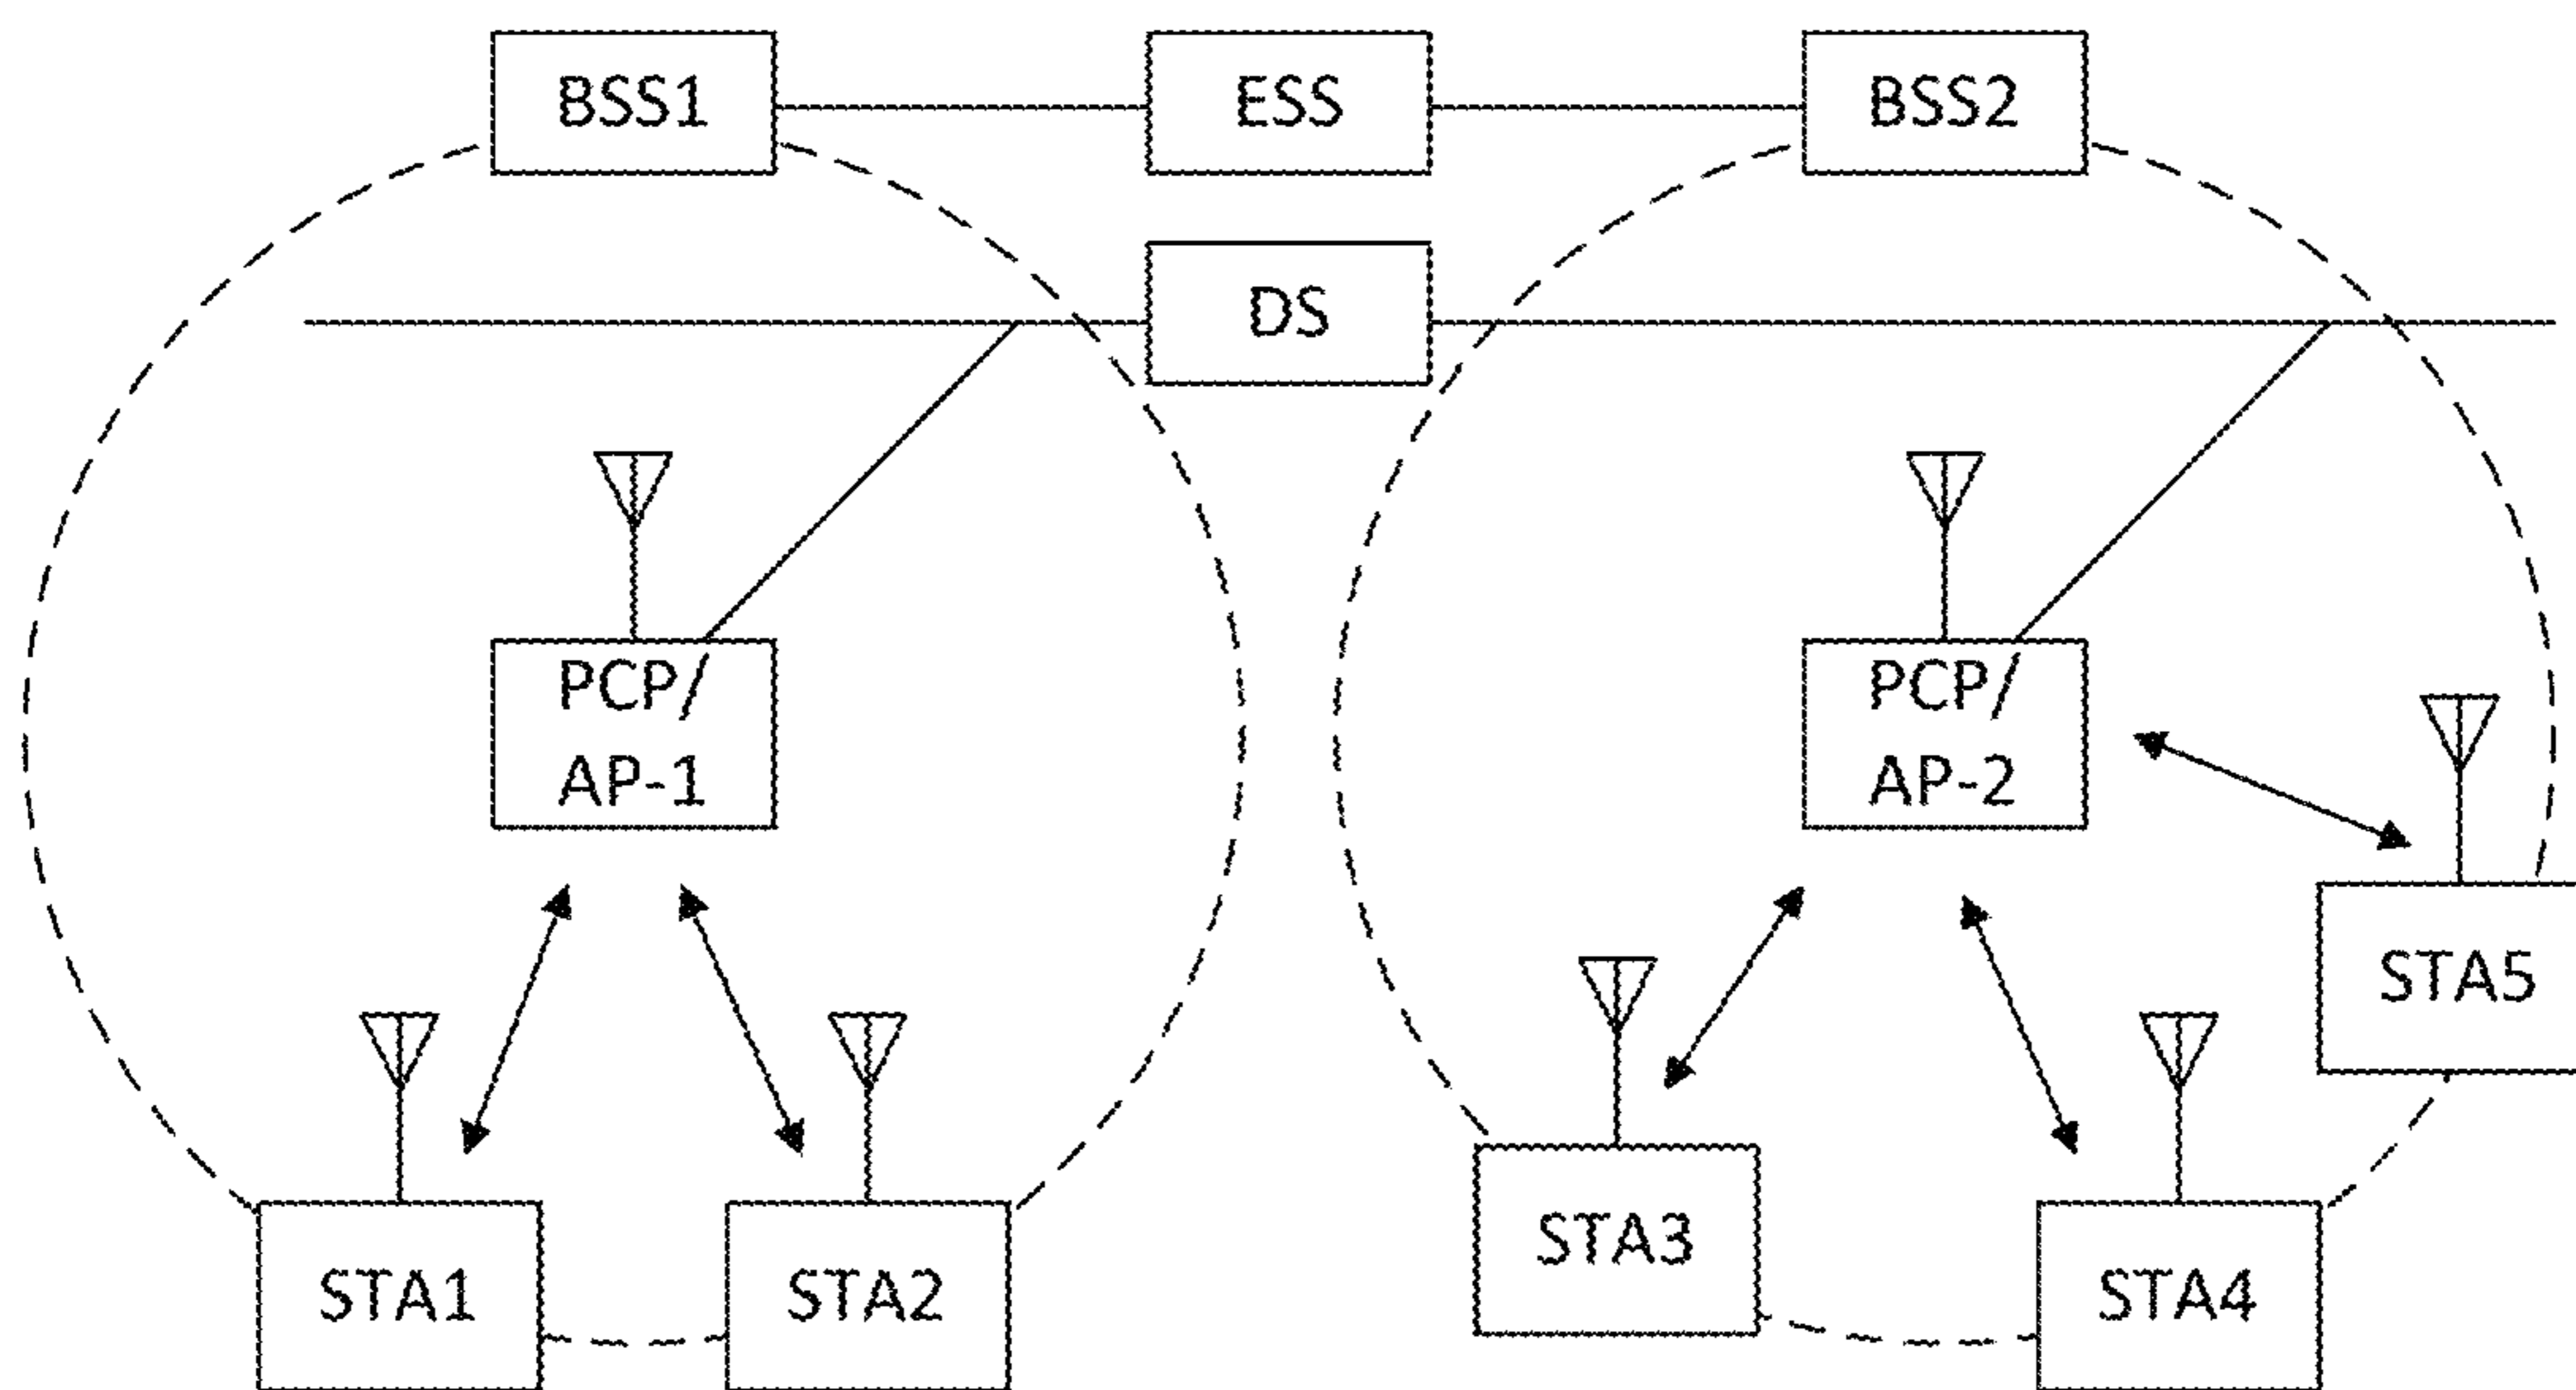 BSS1
ESS
BSS2
DS
PCP/
AP-1
PCP/
AP-2
STA5
STA3
STA1
STA2
STA4